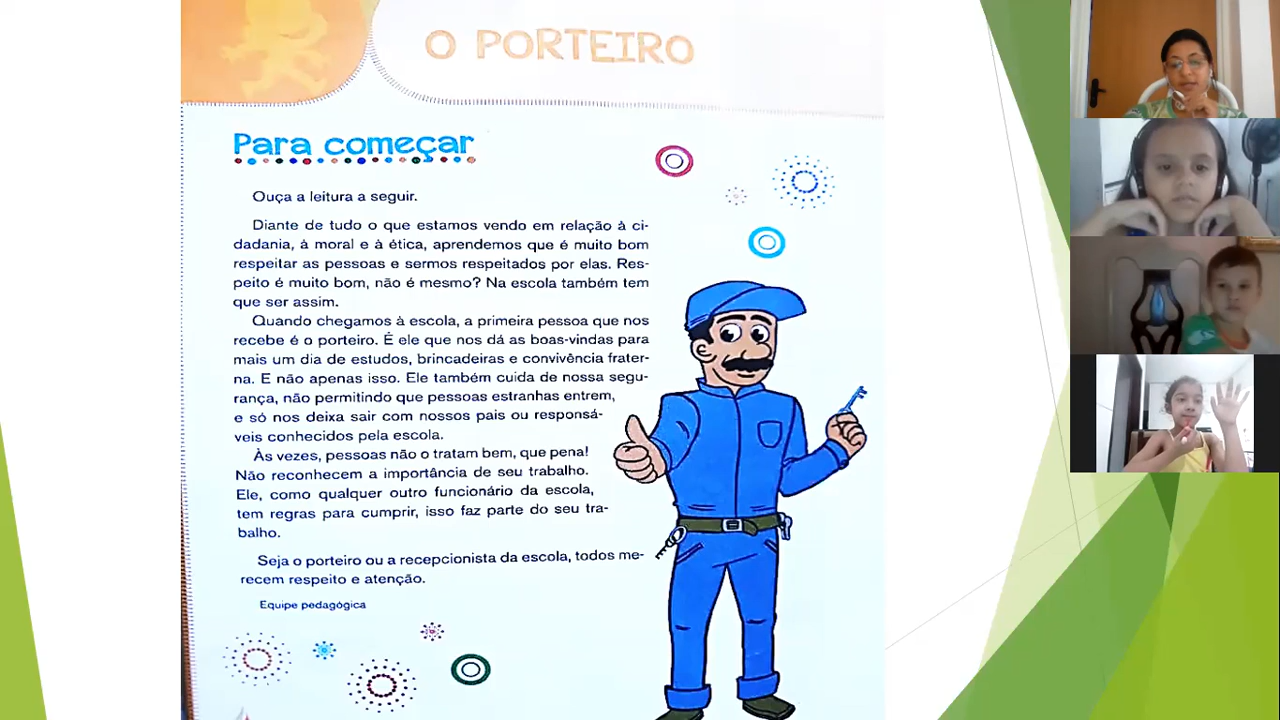 O PORTEIRO
Para começar
Ouça a leitura a seguir.
Diante de tudo o que estamos vendo em relação à ci-
dadania, à moral e à ética, aprendemos que é muito bom
respeitar as pessoas e sermos respeitados por elas. Res-
peito é muito bom, não é mesmo? Na escola também tem
que ser assim.
Quando chegamos à escola, a primeira pessoa que nos
recebe é o porteiro. É ele que nos dá as boas-vindas para
mais um dia de estudos, brincadeiras e convivência frater-
na. E não apenas isso. Ele também cuida de nossa segu-
rança, não permitindo que pessoas estranhas entrem,
e só nos deixa sair com nossos pais ou responsá-
veis conhecidos pela escola.
Às vezes, pessoas não o tratam bem, que pena!
Não reconhecem a importância de seu trabalho.
Ele, como qualquer outro funcionário da escola,
tem regras para cumprir, isso faz parte do seu tra-
balho.
Seja o porteiro ou a recepcionista da escola, todos me-
recem respeito e atenção.
Equipe pedagógica